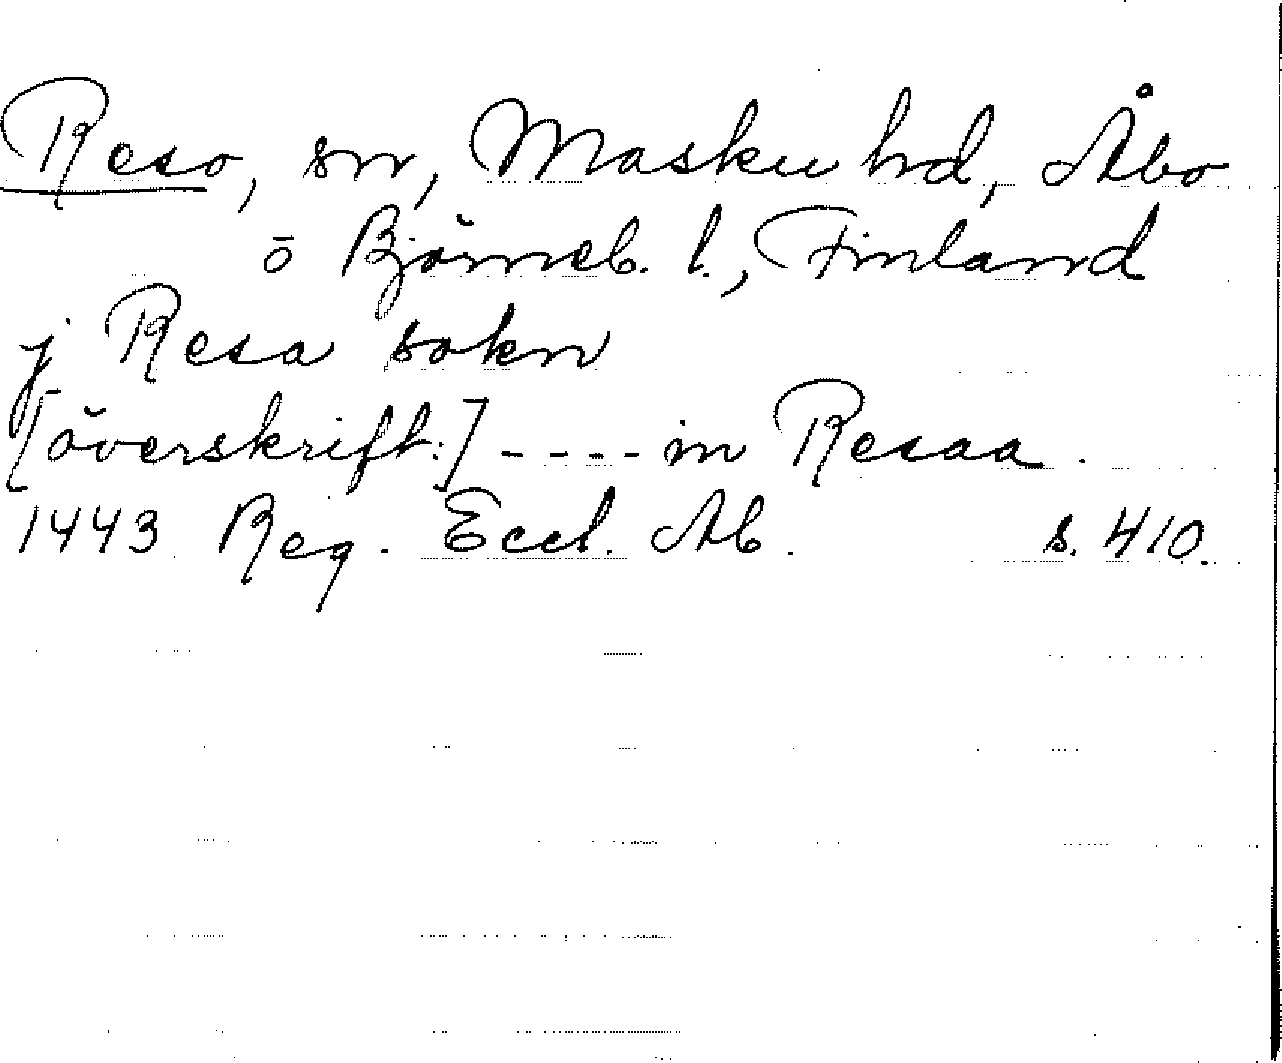 Reso, sn, Masku hd, Åbo
o Björneb. l., Finland
j Resa sokn
[överskrift:] ---- in Resaa.
1443 Reg. Eccl. Ab. s. 410.